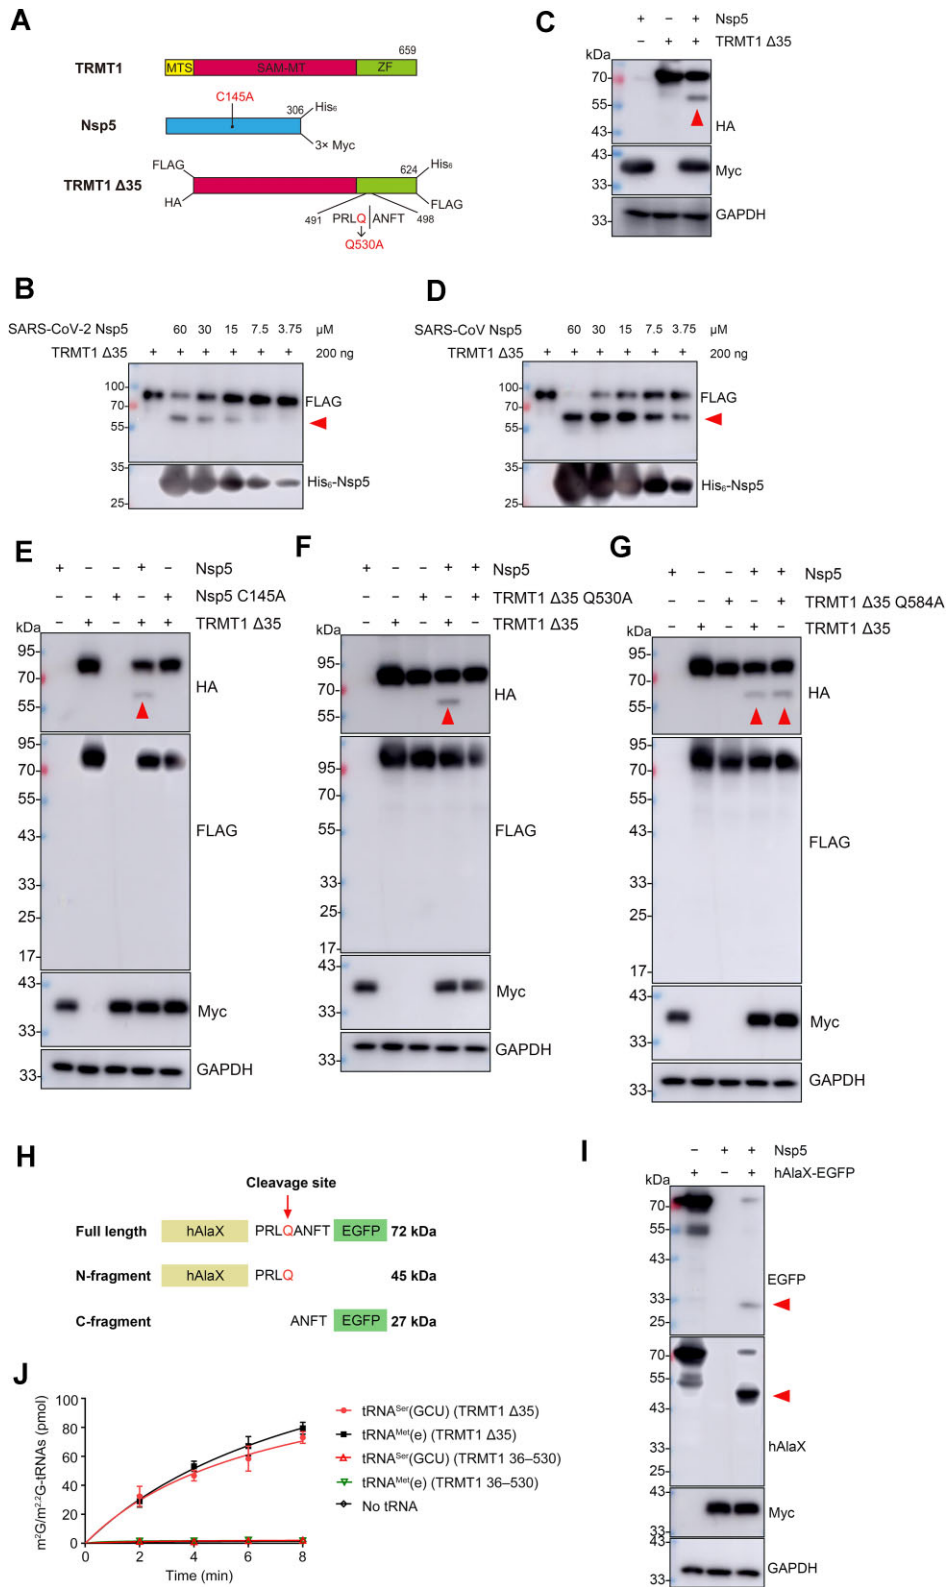 A
TRMT1
MTS
SAM-MT
ZF
659
C145A
Nsp5
306
His₆
3× Myc
TRMT1 Δ35
FLAG
HA
624
His₆
FLAG
491
PRLQ ANFT
498
Q530A
C
+ − + Nsp5
− + + TRMT1 Δ35
kDa
70
55
43
HA
43
33
Myc
33
GAPDH
B
SARS-CoV-2 Nsp5 60 30 15 7.5 3.75 μM
TRMT1 Δ35 + + + + + + 200 ng
100
70
55
FLAG
35
25
His₆-Nsp5
D
SARS-CoV Nsp5 60 30 15 7.5 3.75 μM
TRMT1 Δ35 + + + + + + 200 ng
100
70
55
FLAG
35
25
His₆-Nsp5
E
+ − − + − Nsp5
− − + − + Nsp5 C145A
− + − + + TRMT1 Δ35
kDa
95
70
55
HA
95
70
43
33
25
17
FLAG
43
33
Myc
33
GAPDH
F
+ − − + + Nsp5
− − + − + TRMT1 Δ35 Q530A
− + − + − TRMT1 Δ35
kDa
95
70
55
HA
95
70
55
43
33
25
17
FLAG
43
33
Myc
33
GAPDH
G
+ − − + + Nsp5
− − + − + TRMT1 Δ35 Q584A
− + − + − TRMT1 Δ35
kDa
95
70
55
HA
95
70
55
43
33
25
17
FLAG
43
33
Myc
33
GAPDH
H
Cleavage site
Full length hAlaX PRLQANFT EGFP 72 kDa
N-fragment hAlaX PRLQ 45 kDa
C-fragment ANFT EGFP 27 kDa
I
− + + Nsp5
+ − + hAlaX-EGFP
kDa
70
55
43
33
25
EGFP
70
55
43
33
25
hAlaX
43
33
Myc
43
33
GAPDH
J
m²G/m²·²G-tRNAs (pmol)
100
80
60
40
20
0
0 2 4 6 8
Time (min)
tRNA^Ser(GCU) (TRMT1 Δ35)
tRNA^Met(e) (TRMT1 Δ35)
tRNA^Ser(GCU) (TRMT1 36–530)
tRNA^Met(e) (TRMT1 36–530)
No tRNA